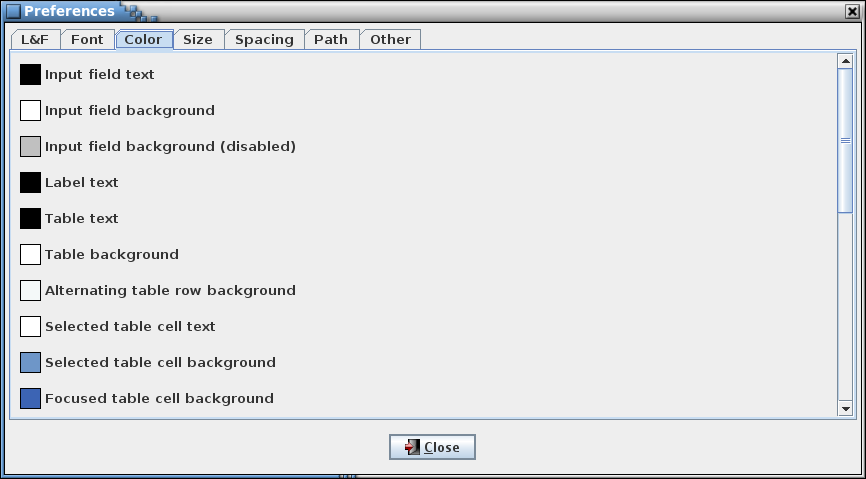 Preferences
L&F Font Color Size Spacing Path Other
Input field text
Input field background
Input field background (disabled)
Label text
Table text
Table background
Alternating table row background
Selected table cell text
Selected table cell background
Focused table cell background
Close